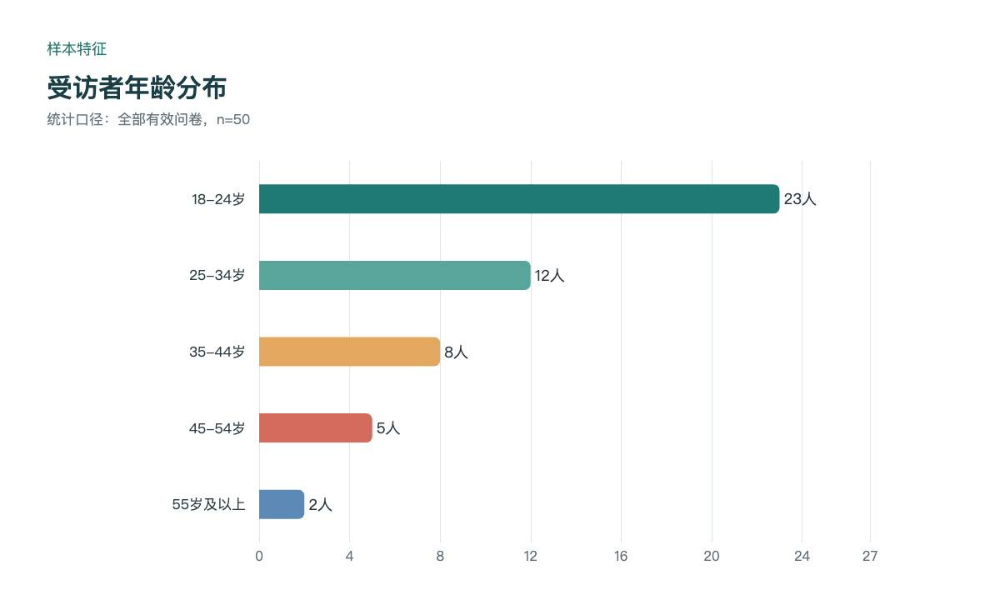 样本特征
受访者年龄分布
统计口径：全部有效问卷，n=50
18–24岁 23人
25–34岁 12人
35–44岁 8人
45–54岁 5人
55岁及以上 2人
0 4 8 12 16 20 24 27